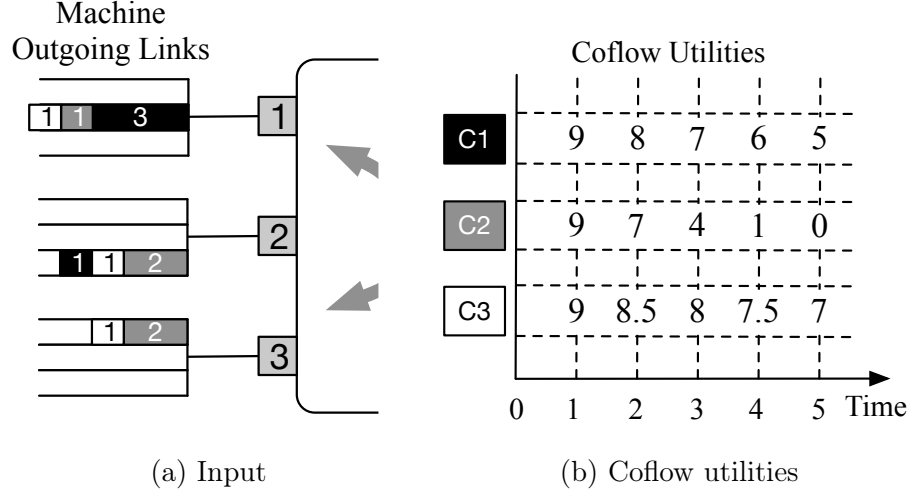 Machine
Outgoing Links
1 1 3
1
1 1 2
2
1 2
3
(a) Input
Coflow Utilities
C1 9 8 7 6 5
C2 9 7 4 1 0
C3 9 8.5 8 7.5 7
0 1 2 3 4 5 Time
(b) Coflow utilities